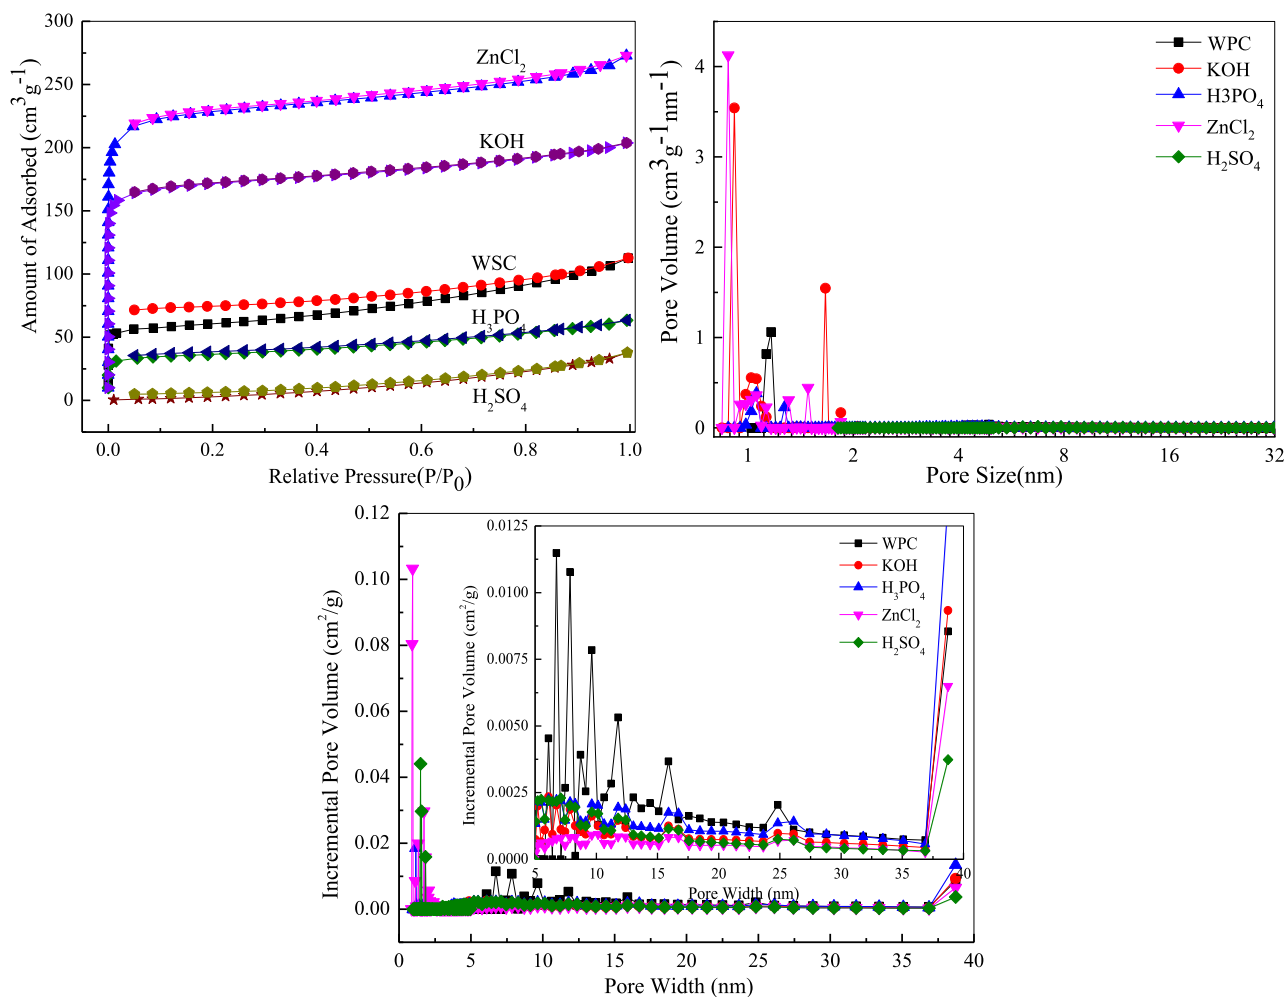 300
250
200
150
100
50
0
Amount of Adsorbed (cm³g⁻¹)
ZnCl₂
KOH
WSC
H₃PO₄
H₂SO₄
0.0 0.2 0.4 0.6 0.8 1.0
Relative Pressure(P/P₀)
4
3
2
1
0
Pore Volume (cm³g⁻¹nm⁻¹)
WPC
KOH
H3PO₄
ZnCl₂
H₂SO₄
1 2 4 8 16 32
Pore Size(nm)
0.12
0.10
0.08
0.06
0.04
0.02
0.00
Incremental Pore Volume (cm²/g)
0.0125
0.0100
0.0075
0.0050
0.0025
0.0000
Incremental Pore Volume (cm²/g)
WPC
KOH
H₃PO₄
ZnCl₂
H₂SO₄
5 10 15 20 25 30 35 40
Pore Width (nm)
0 5 10 15 20 25 30 35 40
Pore Width (nm)